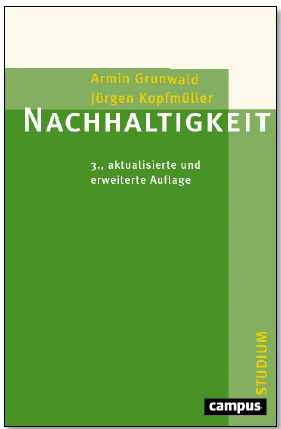 Armin Grunwald
Jürgen Kopfmüller
NACHHALTIGKEIT
3., aktualisierte und
erweiterte Auflage
STUDIUM
campus